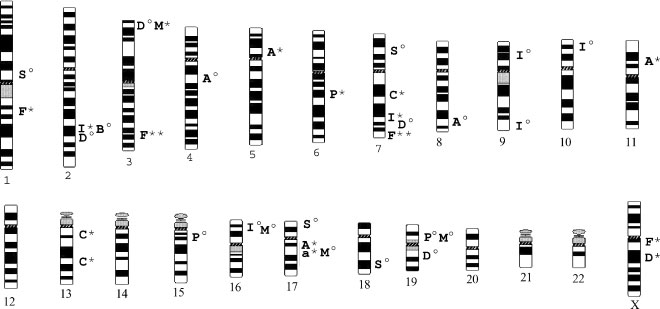 D° M*
S° F*
I* B°
D°
F**
A°
A*
P*
S°
C*
I* D°
F**
A°
I°
I°
I°
A*
1 2 3 4 5 6 7 8 9 10 11
C*
C*
P°
I° M°
S°
A*
a* M°
S°
P° M°
D°
F*
D*
12 13 14 15 16 17 18 19 20 21 22 X